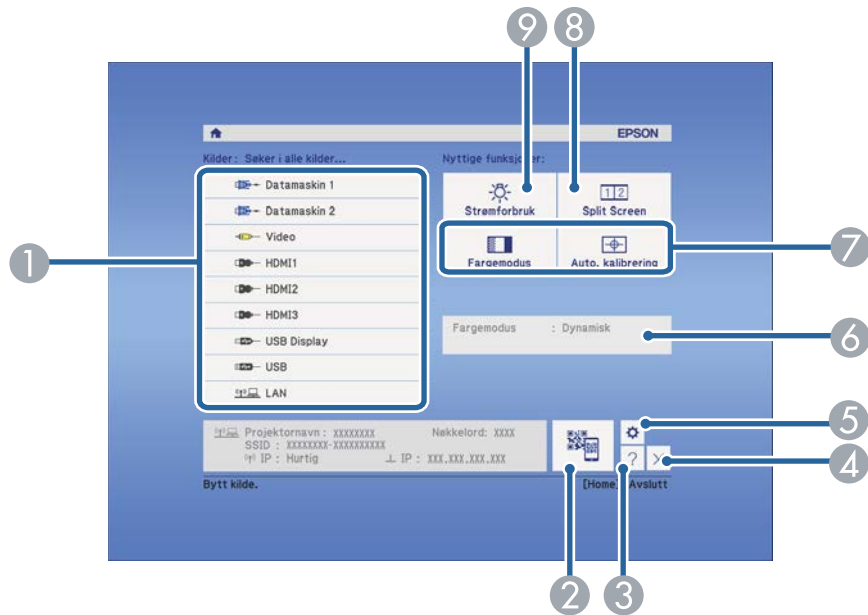 9 8
EPSON
Kilder: Søker i alle kilder...
Nyttige funksjoner:
1
Datamaskin 1
Datamaskin 2
Video
HDMI1
HDMI2
HDMI3
USB Display
USB
LAN
Strømforbruk
1 2
Split Screen
Fargemodus
Auto. kalibrering
7
Fargemodus : Dynamisk
6
Projektornavn : XXXXXXXX Nøkkelord: XXXX
SSID : XXXXXXXX-XXXXXXXXXX
IP : Hurtig IP : XXX.XXX.XXX.XXX
5
?
4
Bytt kilde.
[Home] Avslutt
2 3